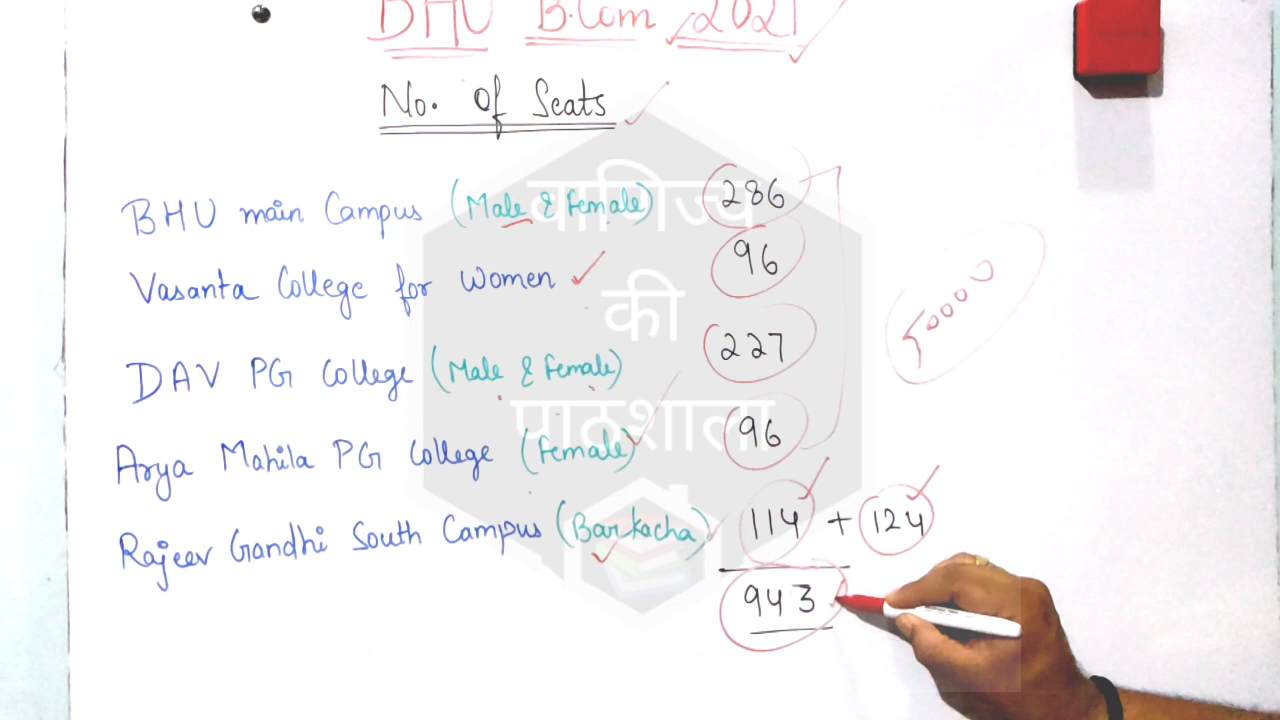 BHU B.Com 2021
No. Of Seats
BHU main Campus (Male & Female) 286
Vasanta College for Women 96
DAV PG College (Male & Female) 227
Arya Mahila PG College (Female) 96
Rajeev Gandhi South Campus (Barkacha) 114 + 124
943
वाणिज्य
की
पाठशाला